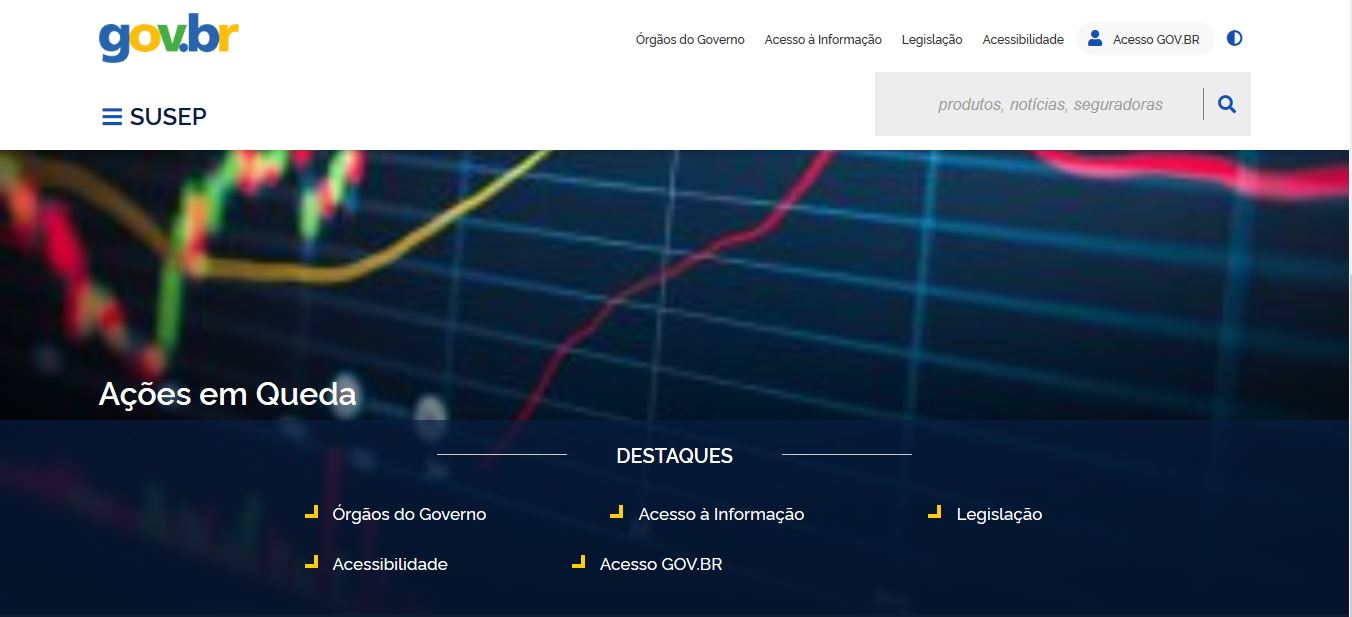 gov.br
Órgãos do Governo Acesso à Informação Legislação Acessibilidade Acesso GOV.BR
SUSEP
produtos, notícias, seguradoras
Ações em Queda
DESTAQUES
Órgãos do Governo Acesso à Informação Legislação
Acessibilidade Acesso GOV.BR